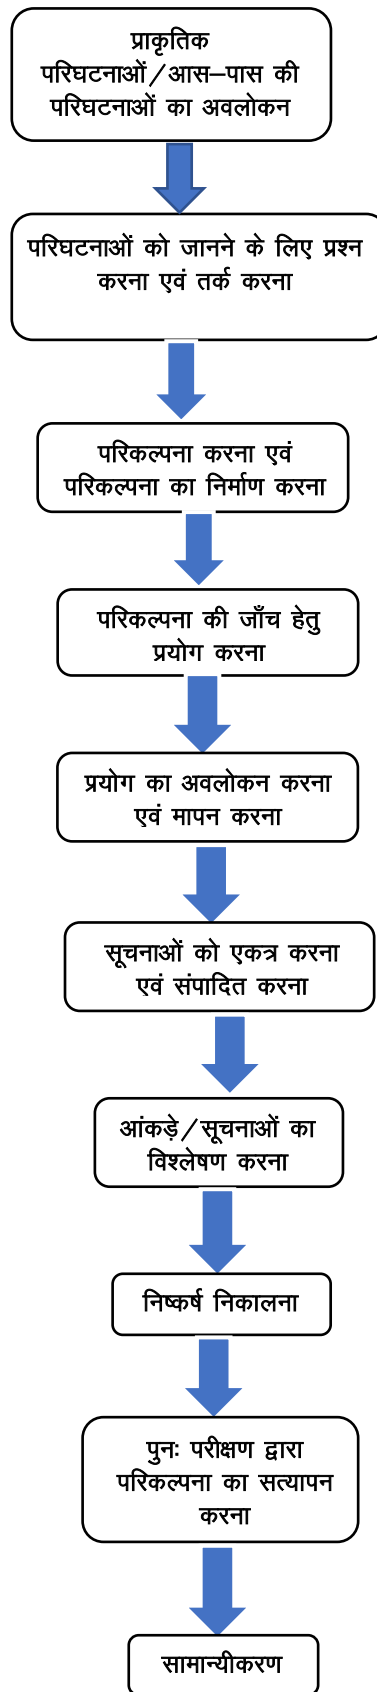 प्राकृतिक
परिघटनाओं/आस–पास की
परिघटनाओं का अवलोकन
परिघटनाओं को जानने के लिए प्रश्न
करना एवं तर्क करना
परिकल्पना करना एवं
परिकल्पना का निर्माण करना
परिकल्पना की जाँच हेतु
प्रयोग करना
प्रयोग का अवलोकन करना
एवं मापन करना
सूचनाओं को एकत्र करना
एवं संपादित करना
आंकड़े/सूचनाओं का
विश्लेषण करना
निष्कर्ष निकालना
पुनः परीक्षण द्वारा
परिकल्पना का सत्यापन
करना
सामान्यीकरण